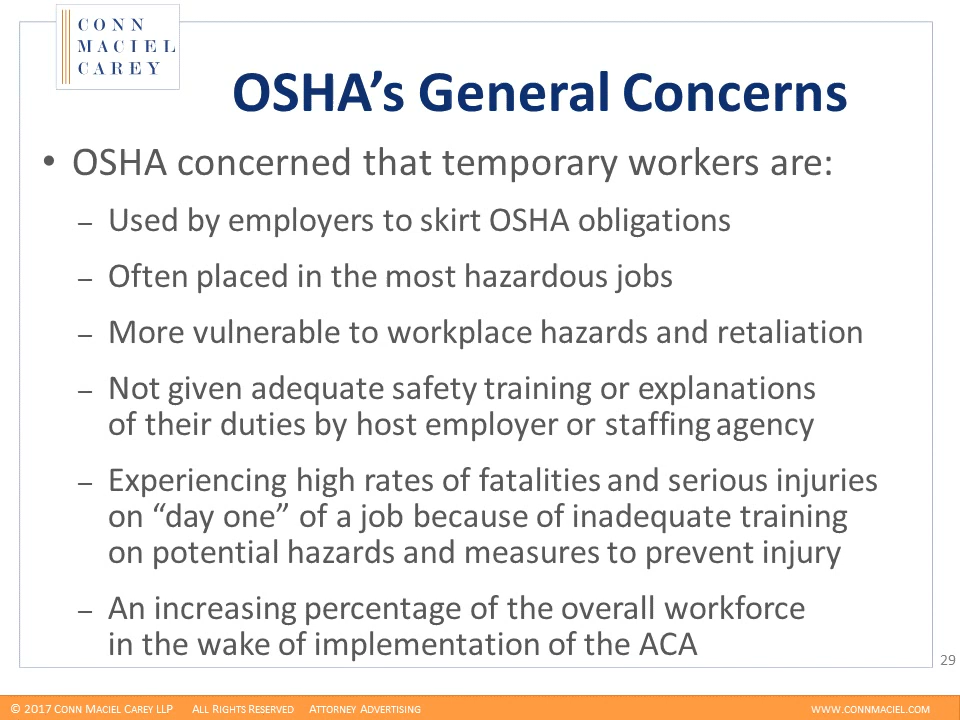 CONN
MACIEL
CAREY
OSHA's General Concerns
• OSHA concerned that temporary workers are:
– Used by employers to skirt OSHA obligations
– Often placed in the most hazardous jobs
– More vulnerable to workplace hazards and retaliation
– Not given adequate safety training or explanations
of their duties by host employer or staffing agency
– Experiencing high rates of fatalities and serious injuries
on “day one” of a job because of inadequate training
on potential hazards and measures to prevent injury
– An increasing percentage of the overall workforce
in the wake of implementation of the ACA
29
© 2017 CONN MACIEL CAREY LLP ALL RIGHTS RESERVED ATTORNEY ADVERTISING WWW.CONNMACIEL.COM